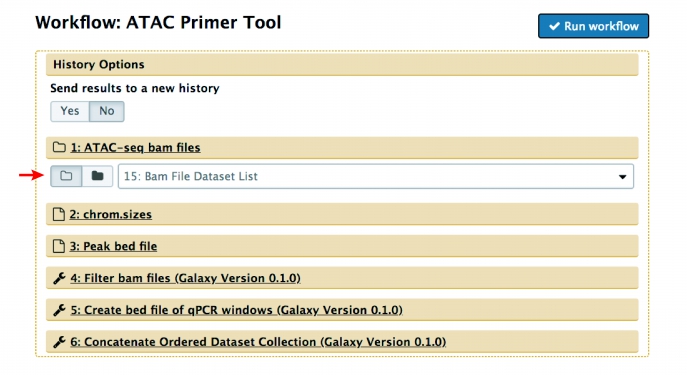 Workflow: ATAC Primer Tool
Run workflow
History Options
Send results to a new history
Yes No
1: ATAC-seq bam files
15: Bam File Dataset List
2: chrom.sizes
3: Peak bed file
4: Filter bam files (Galaxy Version 0.1.0)
5: Create bed file of qPCR windows (Galaxy Version 0.1.0)
6: Concatenate Ordered Dataset Collection (Galaxy Version 0.1.0)